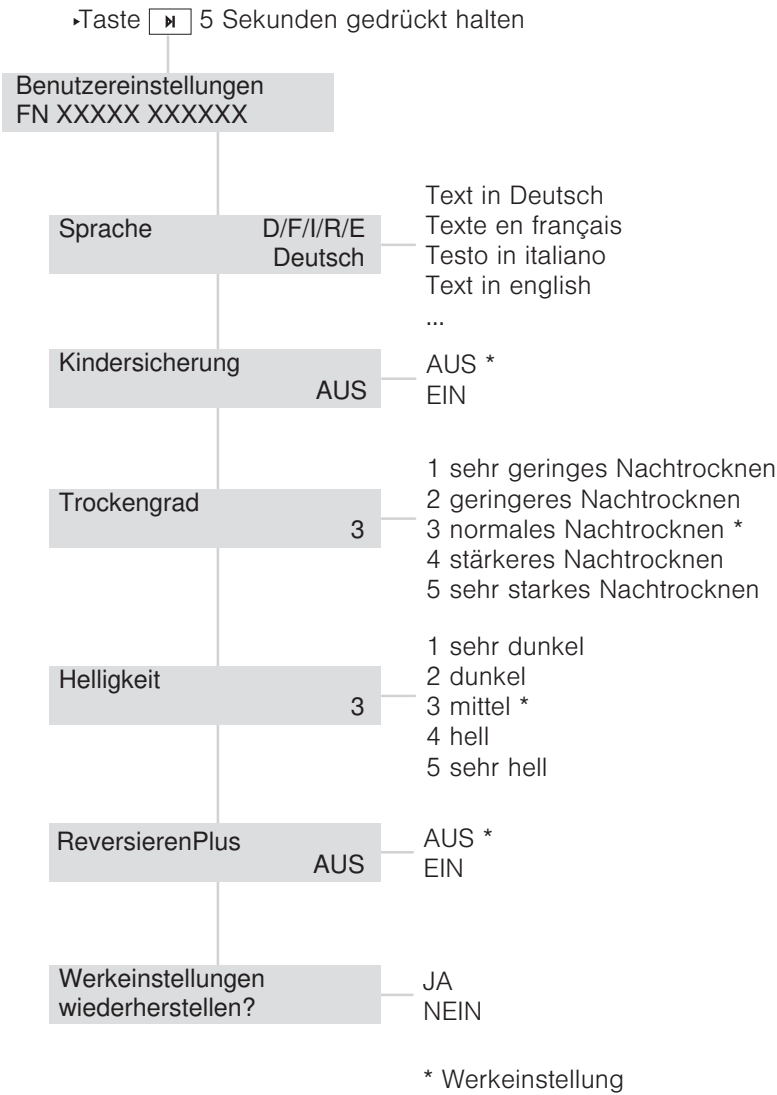 Taste 5 Sekunden gedrückt halten
Benutzereinstellungen
FN XXXXX XXXXXX
Sprache D/F/I/R/E
Deutsch
Text in Deutsch
Texte en français
Testo in italiano
Text in english
...
Kindersicherung
AUS
AUS *
EIN
Trockengrad
3
1 sehr geringes Nachtrocknen
2 geringeres Nachtrocknen
3 normales Nachtrocknen *
4 stärkeres Nachtrocknen
5 sehr starkes Nachtrocknen
Helligkeit
3
1 sehr dunkel
2 dunkel
3 mittel *
4 hell
5 sehr hell
ReversierenPlus
AUS
AUS *
EIN
Werkeinstellungen
wiederherstellen?
JA
NEIN
* Werkeinstellung